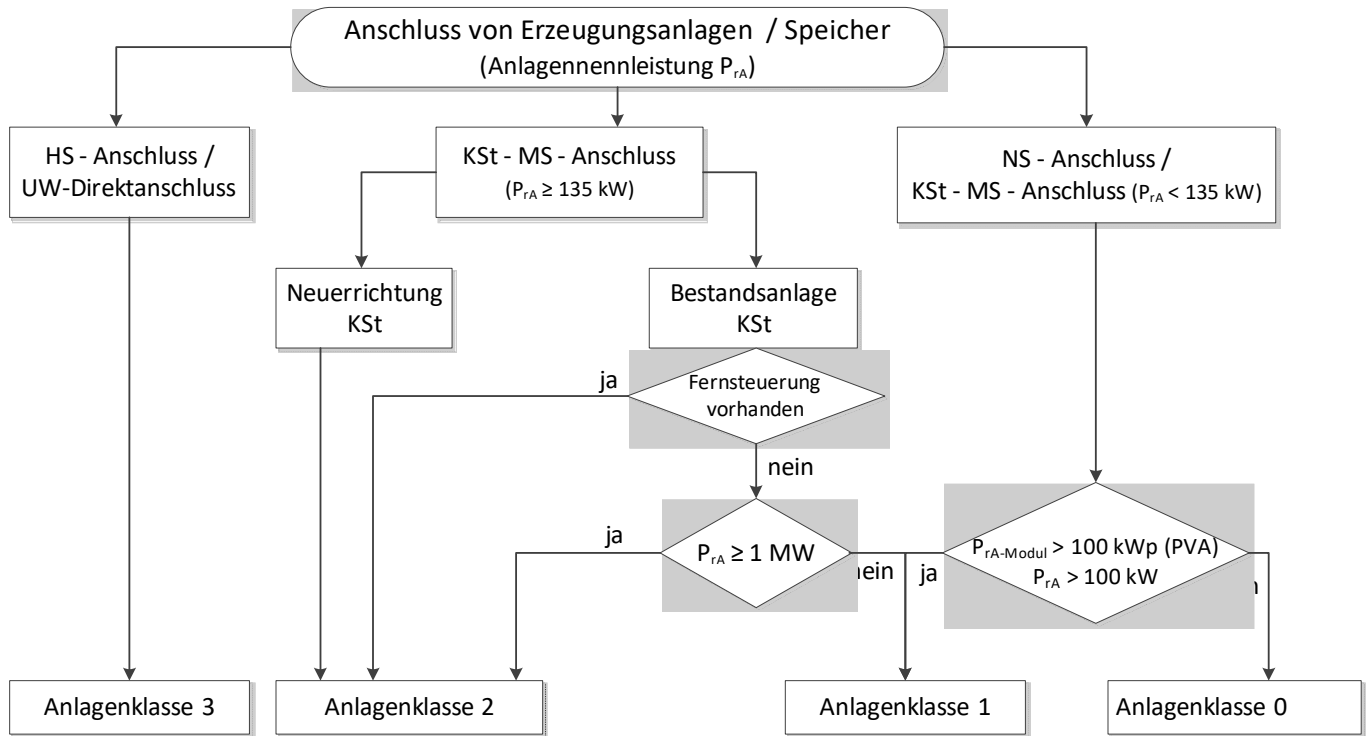 Anschluss von Erzeugungsanlagen / Speicher
(Anlagennennleistung PrA)
HS - Anschluss /
UW-Direktanschluss
KSt - MS - Anschluss
(PrA ≥ 135 kW)
NS - Anschluss /
KSt - MS - Anschluss (PrA < 135 kW)
Neuerrichtung
KSt
Bestandsanlage
KSt
ja
Fernsteuerung
vorhanden
nein
ja
PrA ≥ 1 MW
nein
ja
PrA-Modul > 100 kWp (PVA)
PrA > 100 kW
Anlagenklasse 3
Anlagenklasse 2
Anlagenklasse 1
Anlagenklasse 0